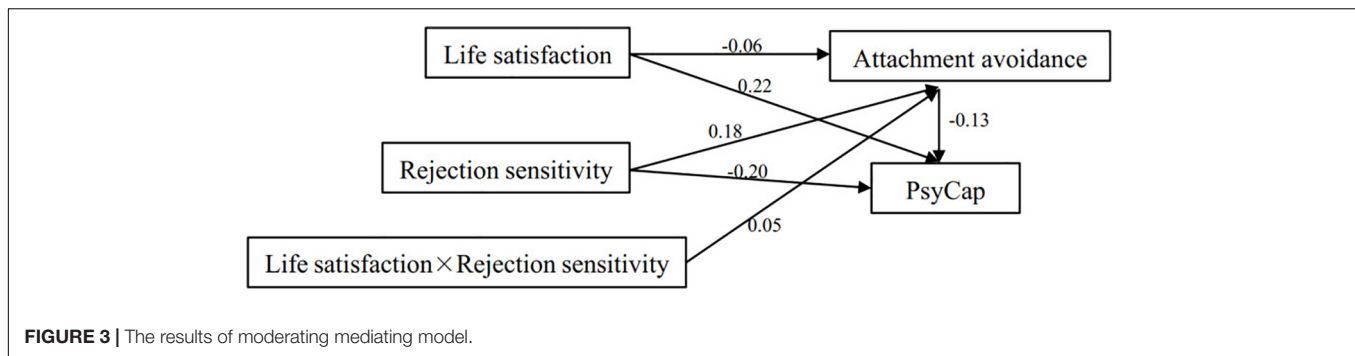 Life satisfaction
-0.06
Attachment avoidance
0.22
0.18
-0.13
Rejection sensitivity
-0.20
PsyCap
0.05
Life satisfaction×Rejection sensitivity
FIGURE 3 | The results of moderating mediating model.